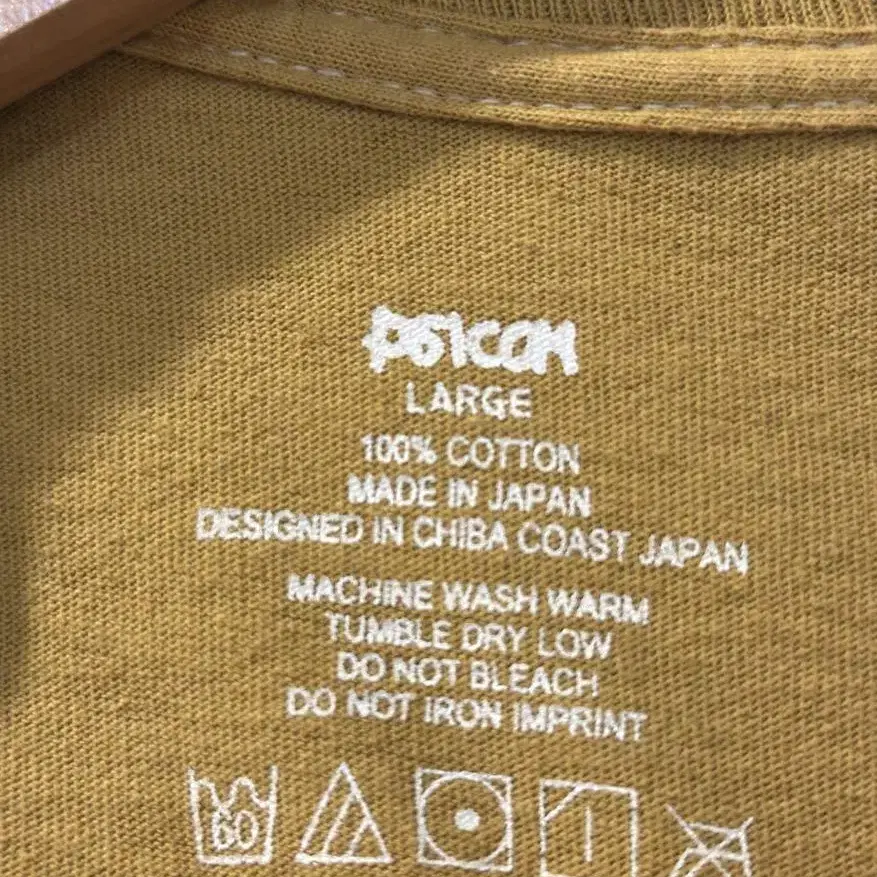 PSICOM
LARGE
100% COTTON
MADE IN JAPAN
DESIGNED IN CHIBA COAST JAPAN
MACHINE WASH WARM
TUMBLE DRY LOW
DO NOT BLEACH
DO NOT IRON IMPRINT
60